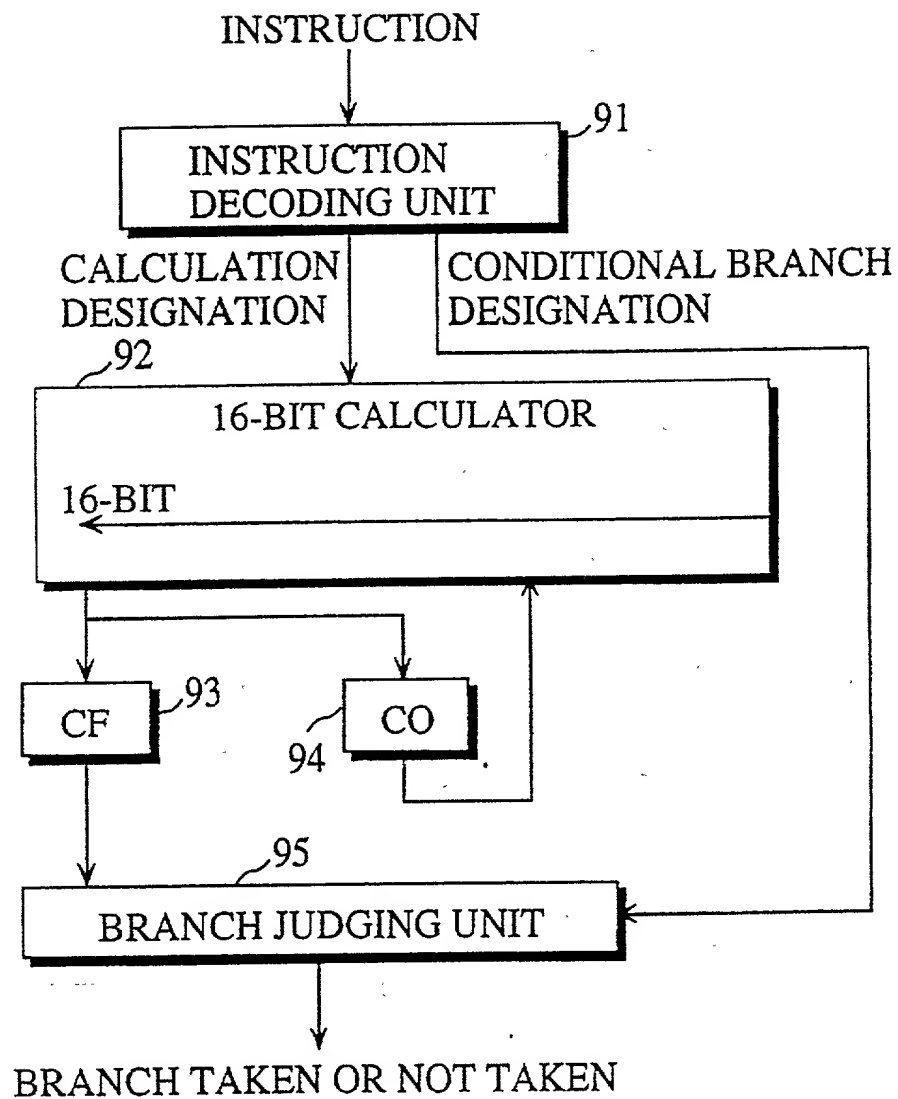 INSTRUCTION
91
INSTRUCTION
DECODING UNIT
CALCULATION
DESIGNATION
CONDITIONAL BRANCH
DESIGNATION
92
16-BIT CALCULATOR
16-BIT
CF
93
CO
94
95
BRANCH JUDGING UNIT
BRANCH TAKEN OR NOT TAKEN